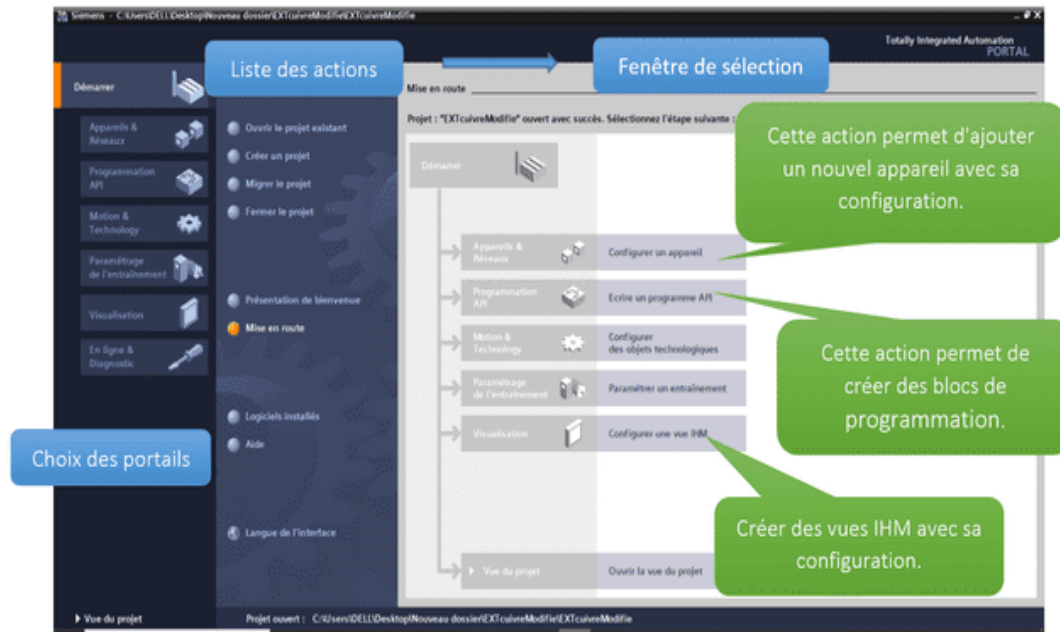 Siemens - C:\Users\DELL\Desktop\Nouveau dossier\EXTcuivreModifie\EXTcuivreModifie
Totally Integrated Automation
PORTAL
Liste des actions
Fenêtre de sélection
Démarrer
Appareils &
Réseaux
Programmation
API
Motion &
Technology
Paramétrage
de l'entraînement
Visualisation
En ligne &
Diagnostic
Choix des portails
Ouvrir le projet existant
Créer un projet
Migrer le projet
Fermer le projet
Présentation de bienvenue
Mise en route
Logiciels installés
Aide
Langue de l'interface
Mise en route
Projet : "EXTcuivreModifie" ouvert avec succès. Sélectionnez l'étape suivante :
Démarrer
Appareils &
Réseaux
Configurer un appareil
Programmation
API
Ecrire un programme API
Motion &
Technology
Configurer
des objets technologiques
Paramétrage
de l'entraînement
Paramétrer un entraînement
Visualisation
Configurer une vue IHM
Vue du projet
Ouvrir la vue du projet
Cette action permet d'ajouter
un nouvel appareil avec sa
configuration.
Cette action permet de
créer des blocs de
programmation.
Créer des vues IHM avec sa
configuration.
Vue du projet
Projet ouvert : C:\Users\DELL\Desktop\Nouveau dossier\EXTcuivreModifie\EXTcuivreModifie